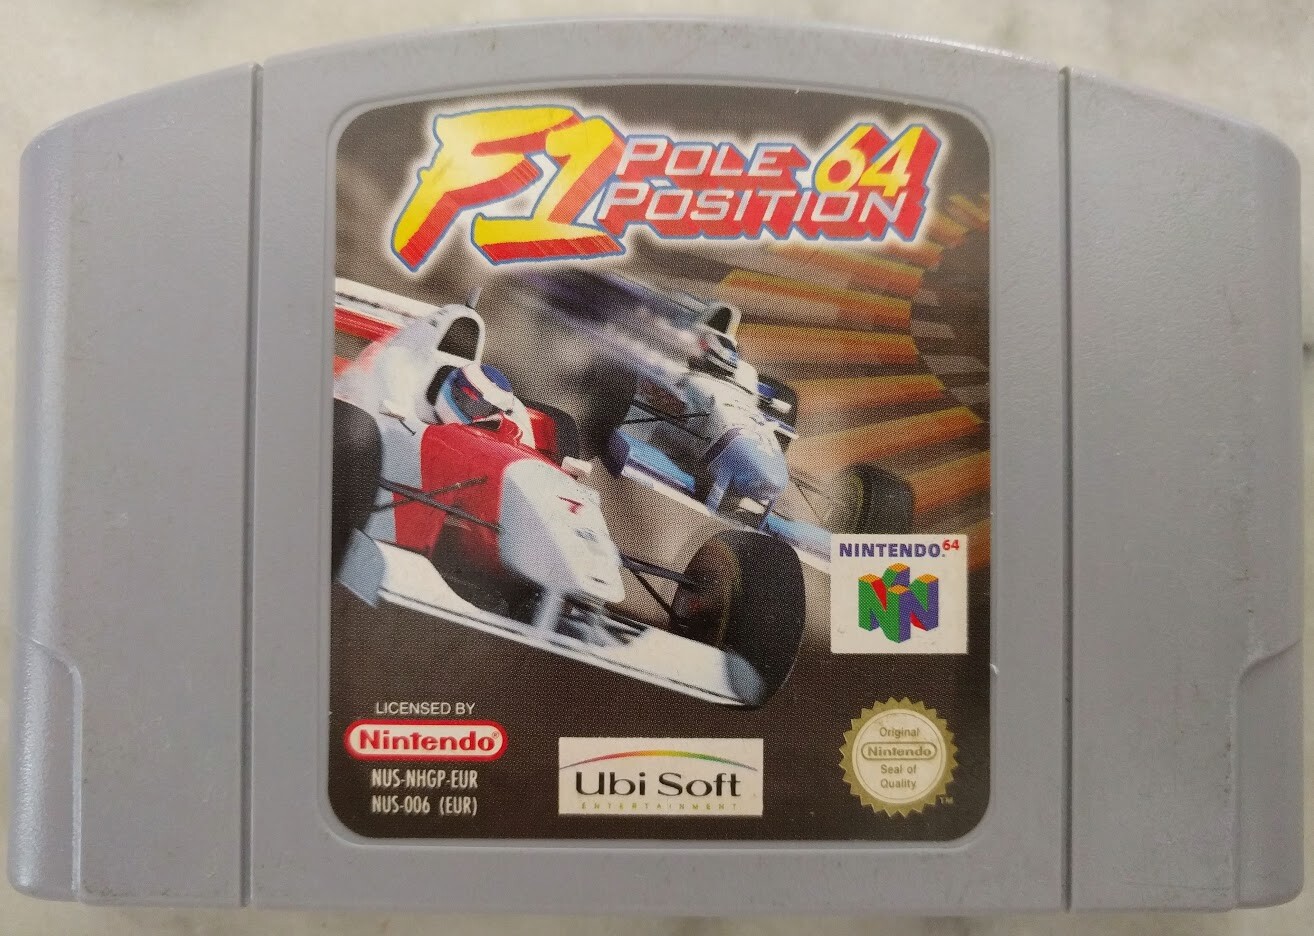 F1 POLE POSITION 64
NINTENDO64
LICENSED BY
Nintendo®
NUS-NHGP-EUR
NUS-006 (EUR)
Ubi Soft
ENTERTAINMENT
Original
Nintendo
Seal of
Quality
TM